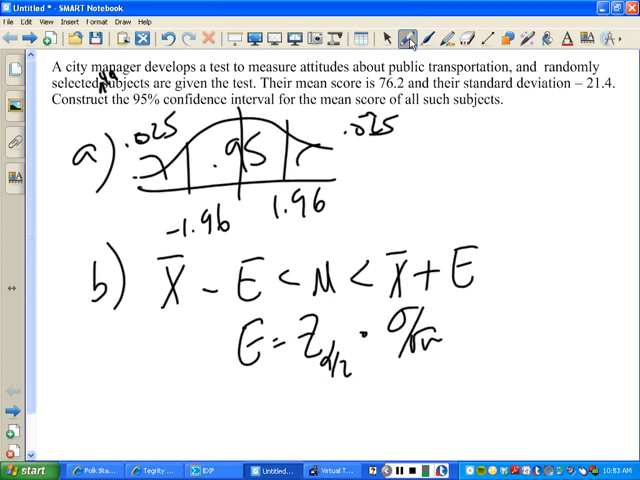 Untitled * - SMART Notebook
File Edit View Insert Format Draw Help
A city manager develops a test to measure attitudes about public transportation, and randomly
selected subjects are given the test. Their mean score is 76.2 and their standard deviation – 21.4.
Construct the 95% confidence interval for the mean score of all such subjects.
.025 .025
a) .95
-1.96 1.96
b) X̄ - E < M < X̄ + E
E = Z α/2 · σ/√n
start Polk Sta... Tegrity ... EXP Untitled... Virtual T... 10:83 AM